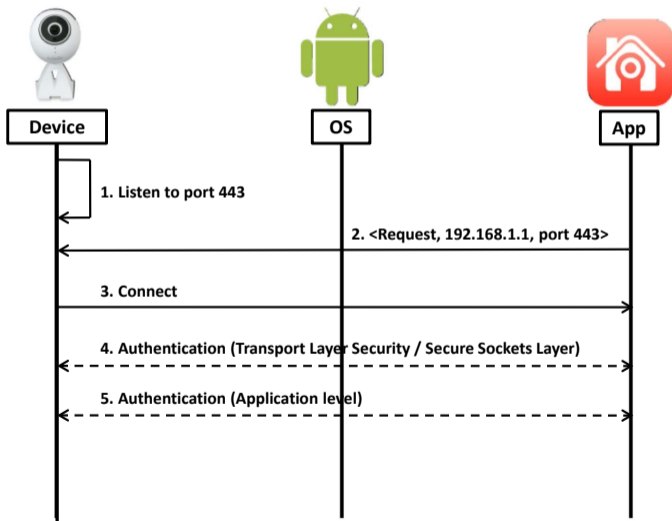 Device
OS
App
1. Listen to port 443
2. <Request, 192.168.1.1, port 443>
3. Connect
4. Authentication (Transport Layer Security / Secure Sockets Layer)
5. Authentication (Application level)